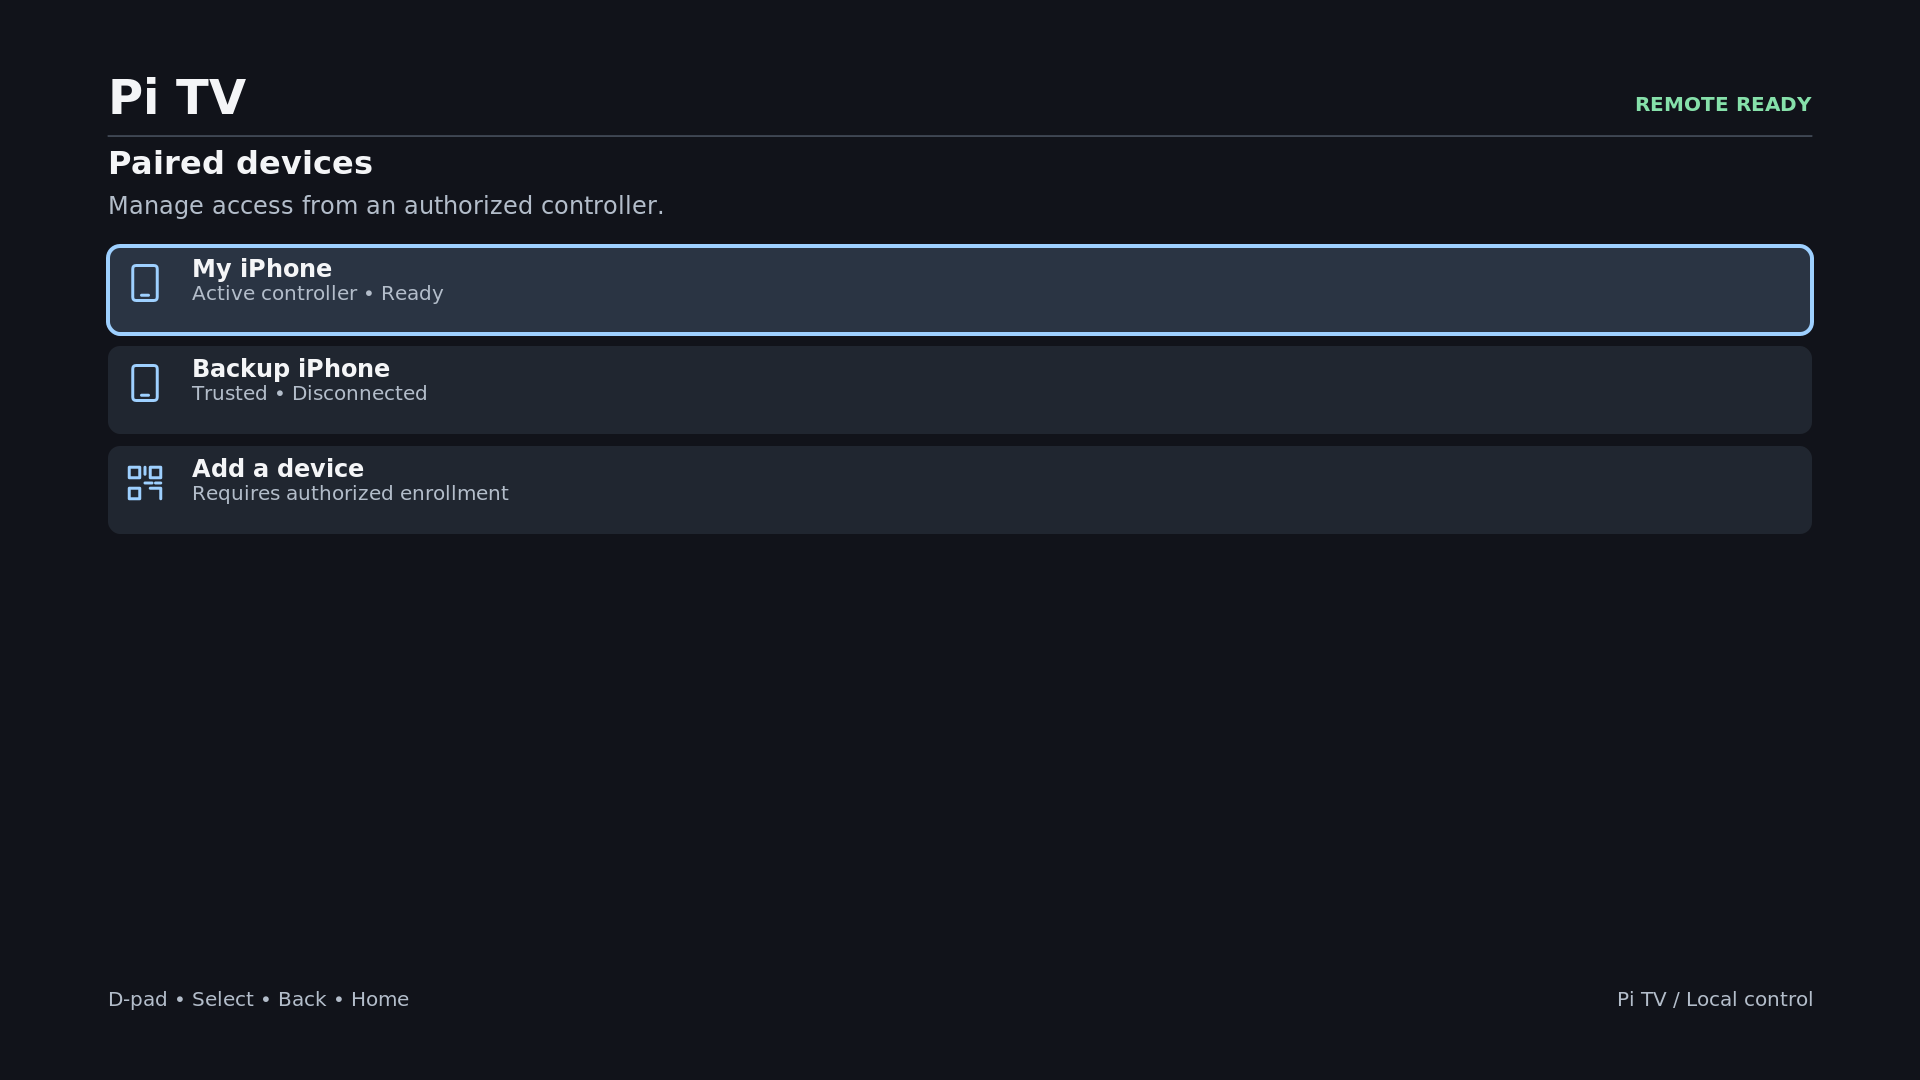 Pi TV
REMOTE READY
Paired devices
Manage access from an authorized controller.
My iPhone
Active controller • Ready
Backup iPhone
Trusted • Disconnected
Add a device
Requires authorized enrollment
D-pad • Select • Back • Home
Pi TV / Local control